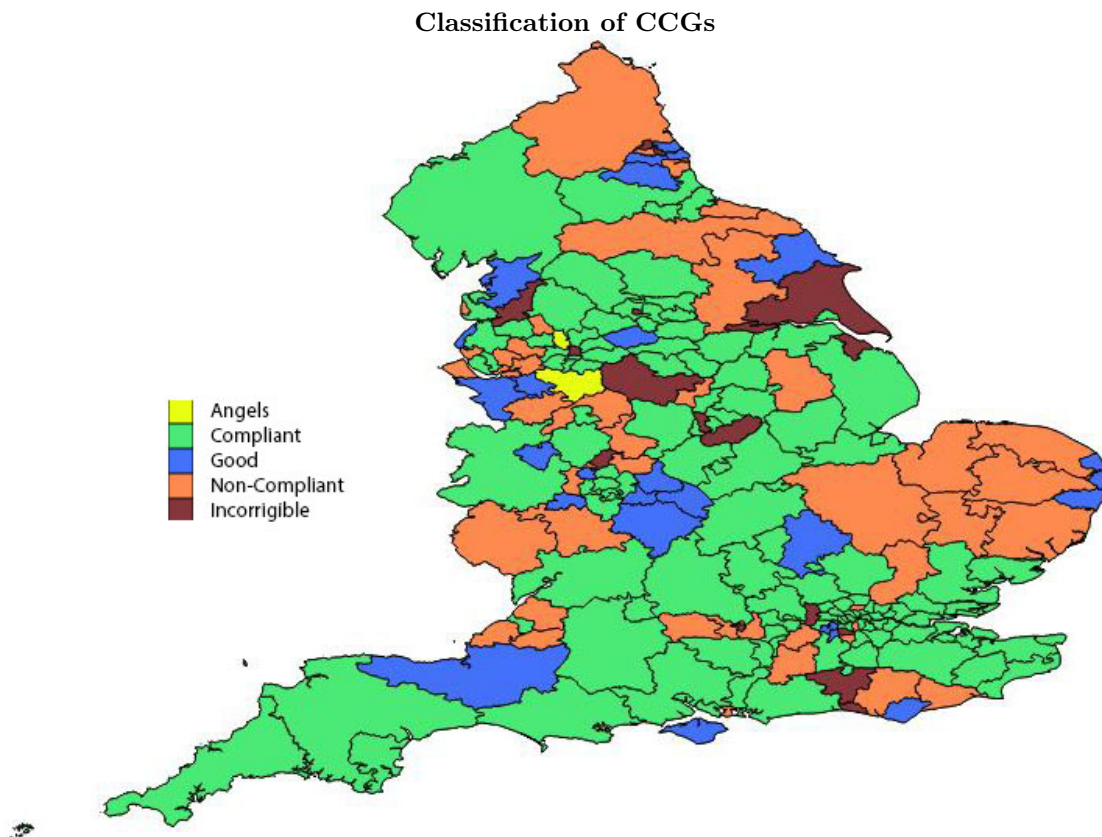 Classification of CCGs
Angels
Compliant
Good
Non-Compliant
Incorrigible